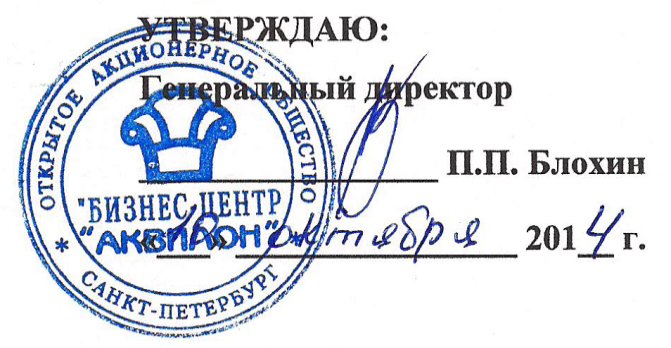 УТВЕРЖДАЮ:
Генеральный директор
П.П. Блохин
« » октября 2014 г.
ОТКРЫТОЕ АКЦИОНЕРНОЕ ОБЩЕСТВО
"БИЗНЕС ЦЕНТР
"АКВИЛОН"
* САНКТ-ПЕТЕРБУРГ *